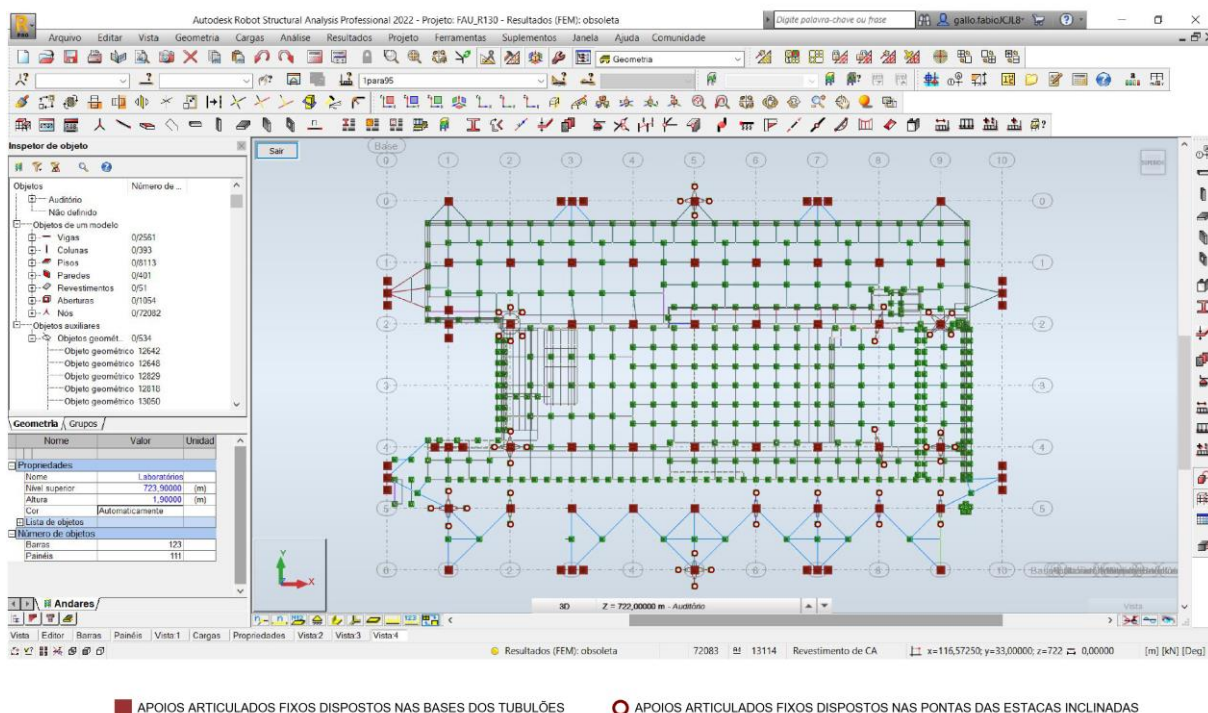 Autodesk Robot Structural Analysis Professional 2022 - Projeto: FAU_R130 - Resultados (FEM): obsoleta
Digite palavra-chave ou frase
gallo.fabioJCJL8
PRO
Arquivo Editar Vista Geometria Cargas Análise Resultados Projeto Ferramentas Suplementos Janela Ajuda Comunidade
Geometria
1para95
Inspetor de objeto
Sair
Base
SUPERIOR
0 1 2 3 4 5 6 7 8 9 10
Objetos Número de ...
Auditório
Não definido
Objetos de um modelo
Vigas 0/2561
Colunas 0/393
Pisos 0/8113
Paredes 0/401
Revestimentos 0/51
Aberturas 0/1054
Nós 0/72082
Objetos auxiliares
Objetos geomét.. 0/534
Objeto geométrico 12642
Objeto geométrico 12648
Objeto geométrico 12829
Objeto geométrico 12818
Objeto geométrico 13050
Geometria / Grupos
Nome Valor Unidad
Propriedades
Nome Laboratórios
Nível superior 723,90000 (m)
Altura 1,90000 (m)
Cor Automaticamente
Lista de objetos
Número de objetos
Barras 123
Painéis 111
0 0
1 1
2 2
3 3
4 4
5 5
Y
X
Andares
3D Z = 722,00000 m - Auditório
Vista
Vista Editor Barras Painéis Vista:1 Cargas Propriedades Vista:2 Vista:3 Vista:4
Resultados (FEM): obsoleta 72083 13114 Revestimento de CA x=116,57250; y=33,00000; z=722 0,00000 [m] [kN] [Deg]
APOIOS ARTICULADOS FIXOS DISPOSTOS NAS BASES DOS TUBULÕES
APOIOS ARTICULADOS FIXOS DISPOSTOS NAS PONTAS DAS ESTACAS INCLINADAS